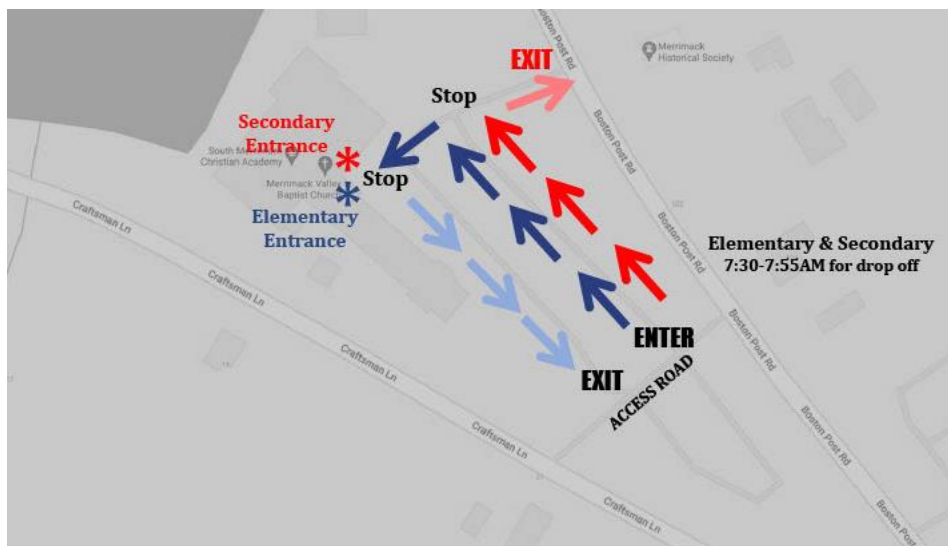 EXIT
Boston Post Rd
Merrimack
Historical Society
Stop
Secondary
Entrance
South Merrimack
Christian Academy
Merrimack Valley
Baptist Church
Stop
Elementary
Entrance
Craftsman Ln
Boston Post Rd
Elementary & Secondary
7:30-7:55AM for drop off
ENTER
EXIT
ACCESS ROAD
Boston Post Rd
Craftsman Ln
Boston Post Rd
Craftsman Ln
Craftsman Ln
Boston